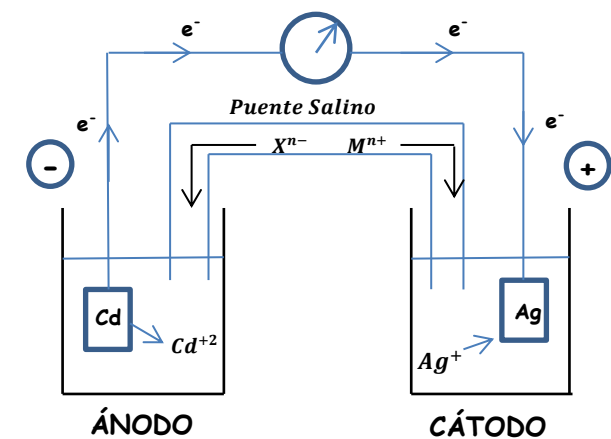 e⁻ e⁻
e⁻ Puente Salino e⁻
- Xⁿ⁻ Mⁿ⁺ +
Cd Ag
Cd⁺² Ag⁺
ÁNODO CÁTODO